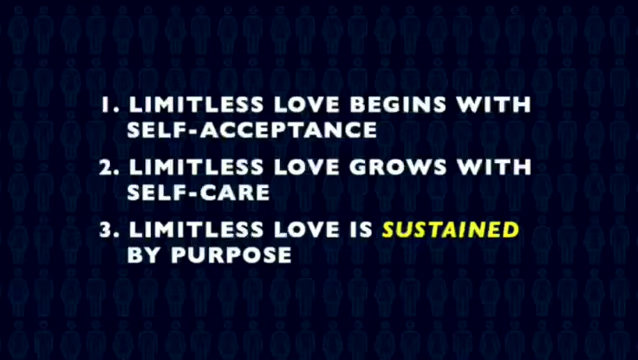 1. LIMITLESS LOVE BEGINS WITH
SELF-ACCEPTANCE
2. LIMITLESS LOVE GROWS WITH
SELF-CARE
3. LIMITLESS LOVE IS SUSTAINED
BY PURPOSE